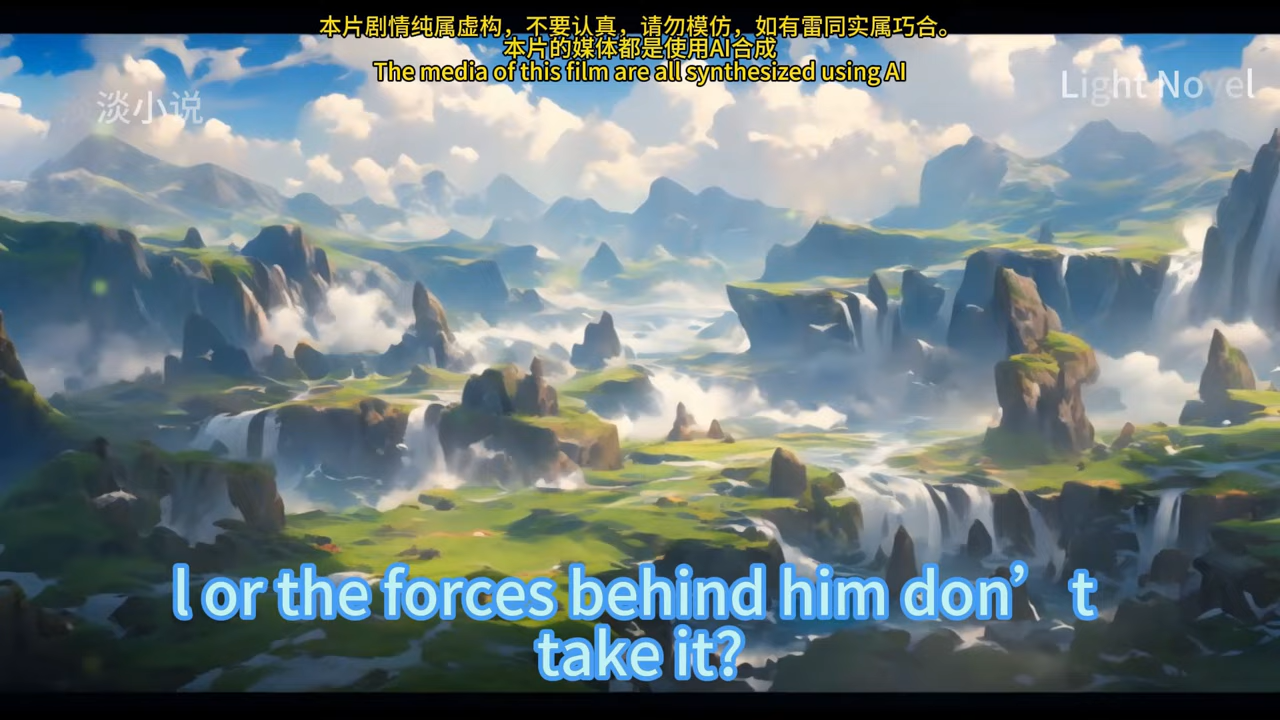 本片剧情纯属虚构，不要认真，请勿模仿，如有雷同实属巧合。
本片的媒体都是使用AI合成
The media of this film are all synthesized using AI
Light Novel
淡小说
l or the forces behind him don’t
take it?